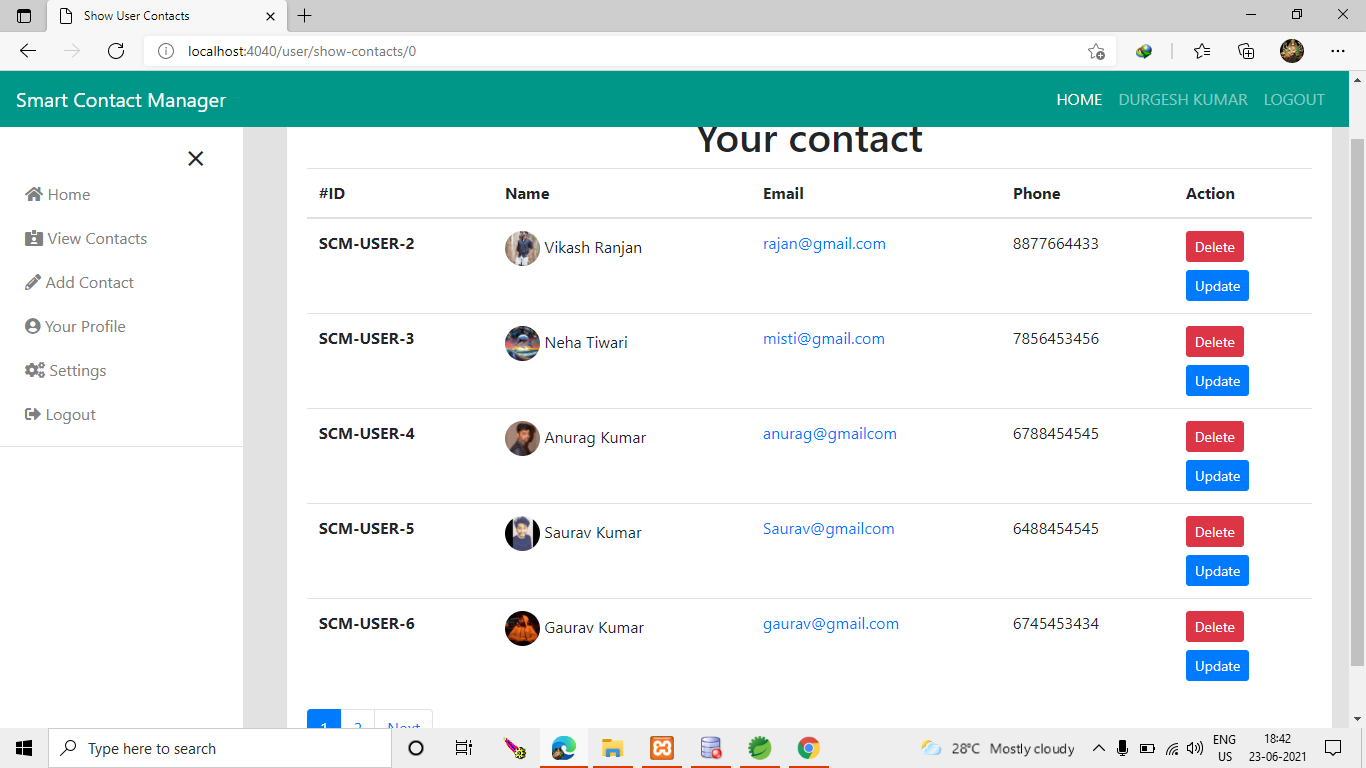 Show User Contacts
localhost:4040/user/show-contacts/0
Smart Contact Manager HOME DURGESH KUMAR LOGOUT
Home
View Contacts
Add Contact
Your Profile
Settings
Logout
Your contact
#ID Name Email Phone Action
SCM-USER-2 Vikash Ranjan rajan@gmail.com 8877664433 Delete
Update
SCM-USER-3 Neha Tiwari misti@gmail.com 7856453456 Delete
Update
SCM-USER-4 Anurag Kumar anurag@gmailcom 6788454545 Delete
Update
SCM-USER-5 Saurav Kumar Saurav@gmailcom 6488454545 Delete
Update
SCM-USER-6 Gaurav Kumar gaurav@gmail.com 6745453434 Delete
Update
1 2 Next
Type here to search 28°C Mostly cloudy ENG 18:42
US 23-06-2021